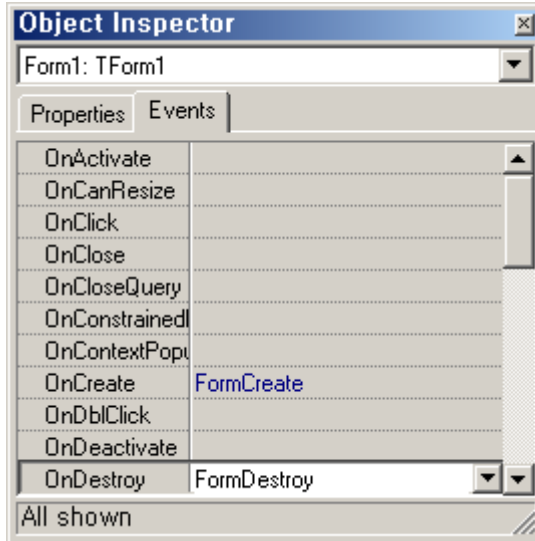 Object Inspector
Form1: TForm1
Properties Events
OnActivate
OnCanResize
OnClick
OnClose
OnCloseQuery
OnConstrainedI
OnContextPopu
OnCreate FormCreate
OnDblClick
OnDeactivate
OnDestroy FormDestroy
All shown